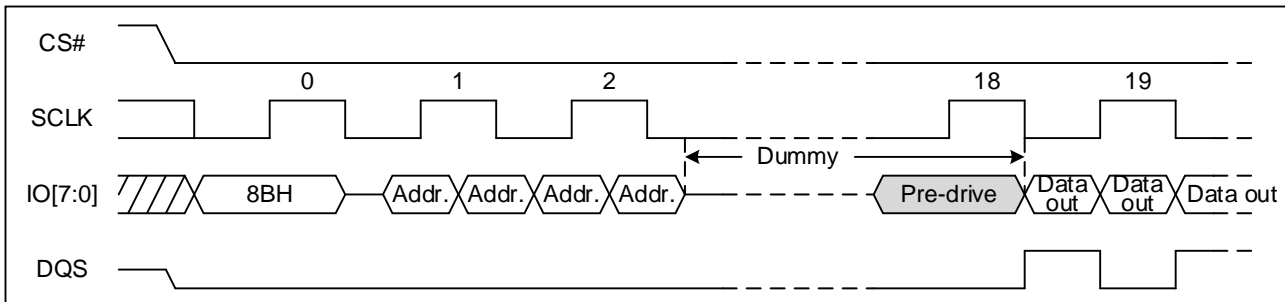 CS#
0 1 2 18 19
SCLK
Dummy
IO[7:0] 8BH Addr. Addr. Addr. Addr. Pre-drive Data out Data out Data out
DQS